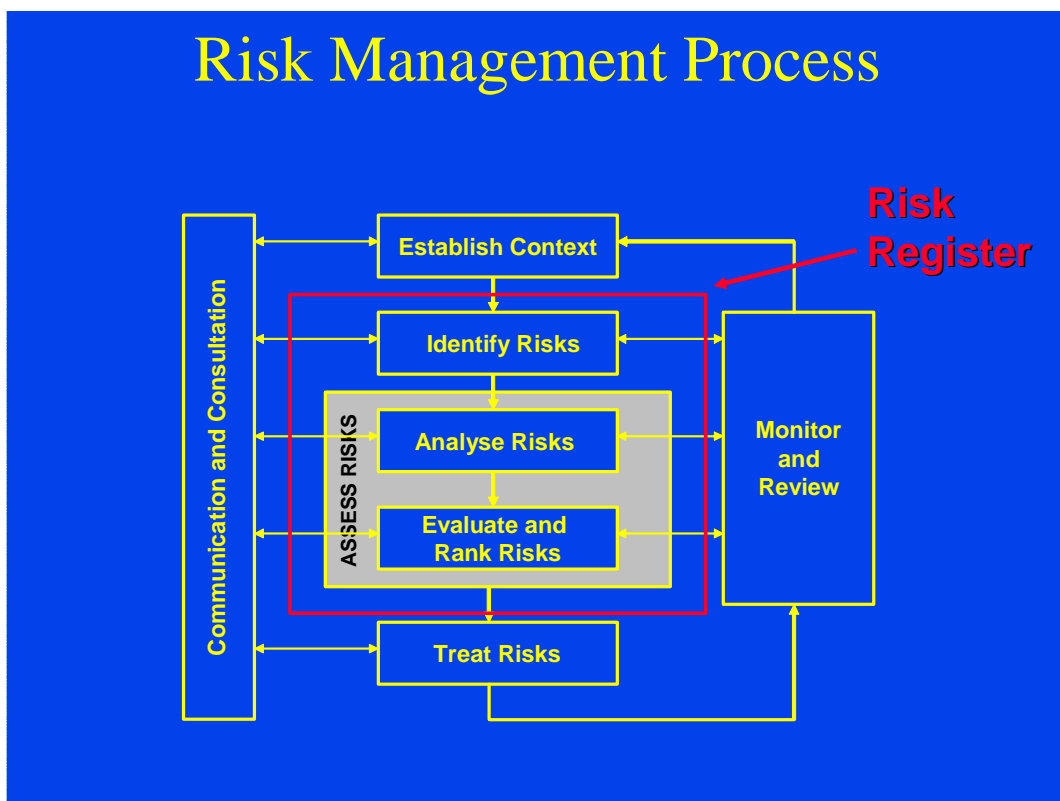 Risk Management Process
Risk
Register
Establish Context
Communication and Consultation
Identify Risks
ASSESS RISKS
Analyse Risks
Monitor
and
Review
Evaluate and
Rank Risks
Treat Risks